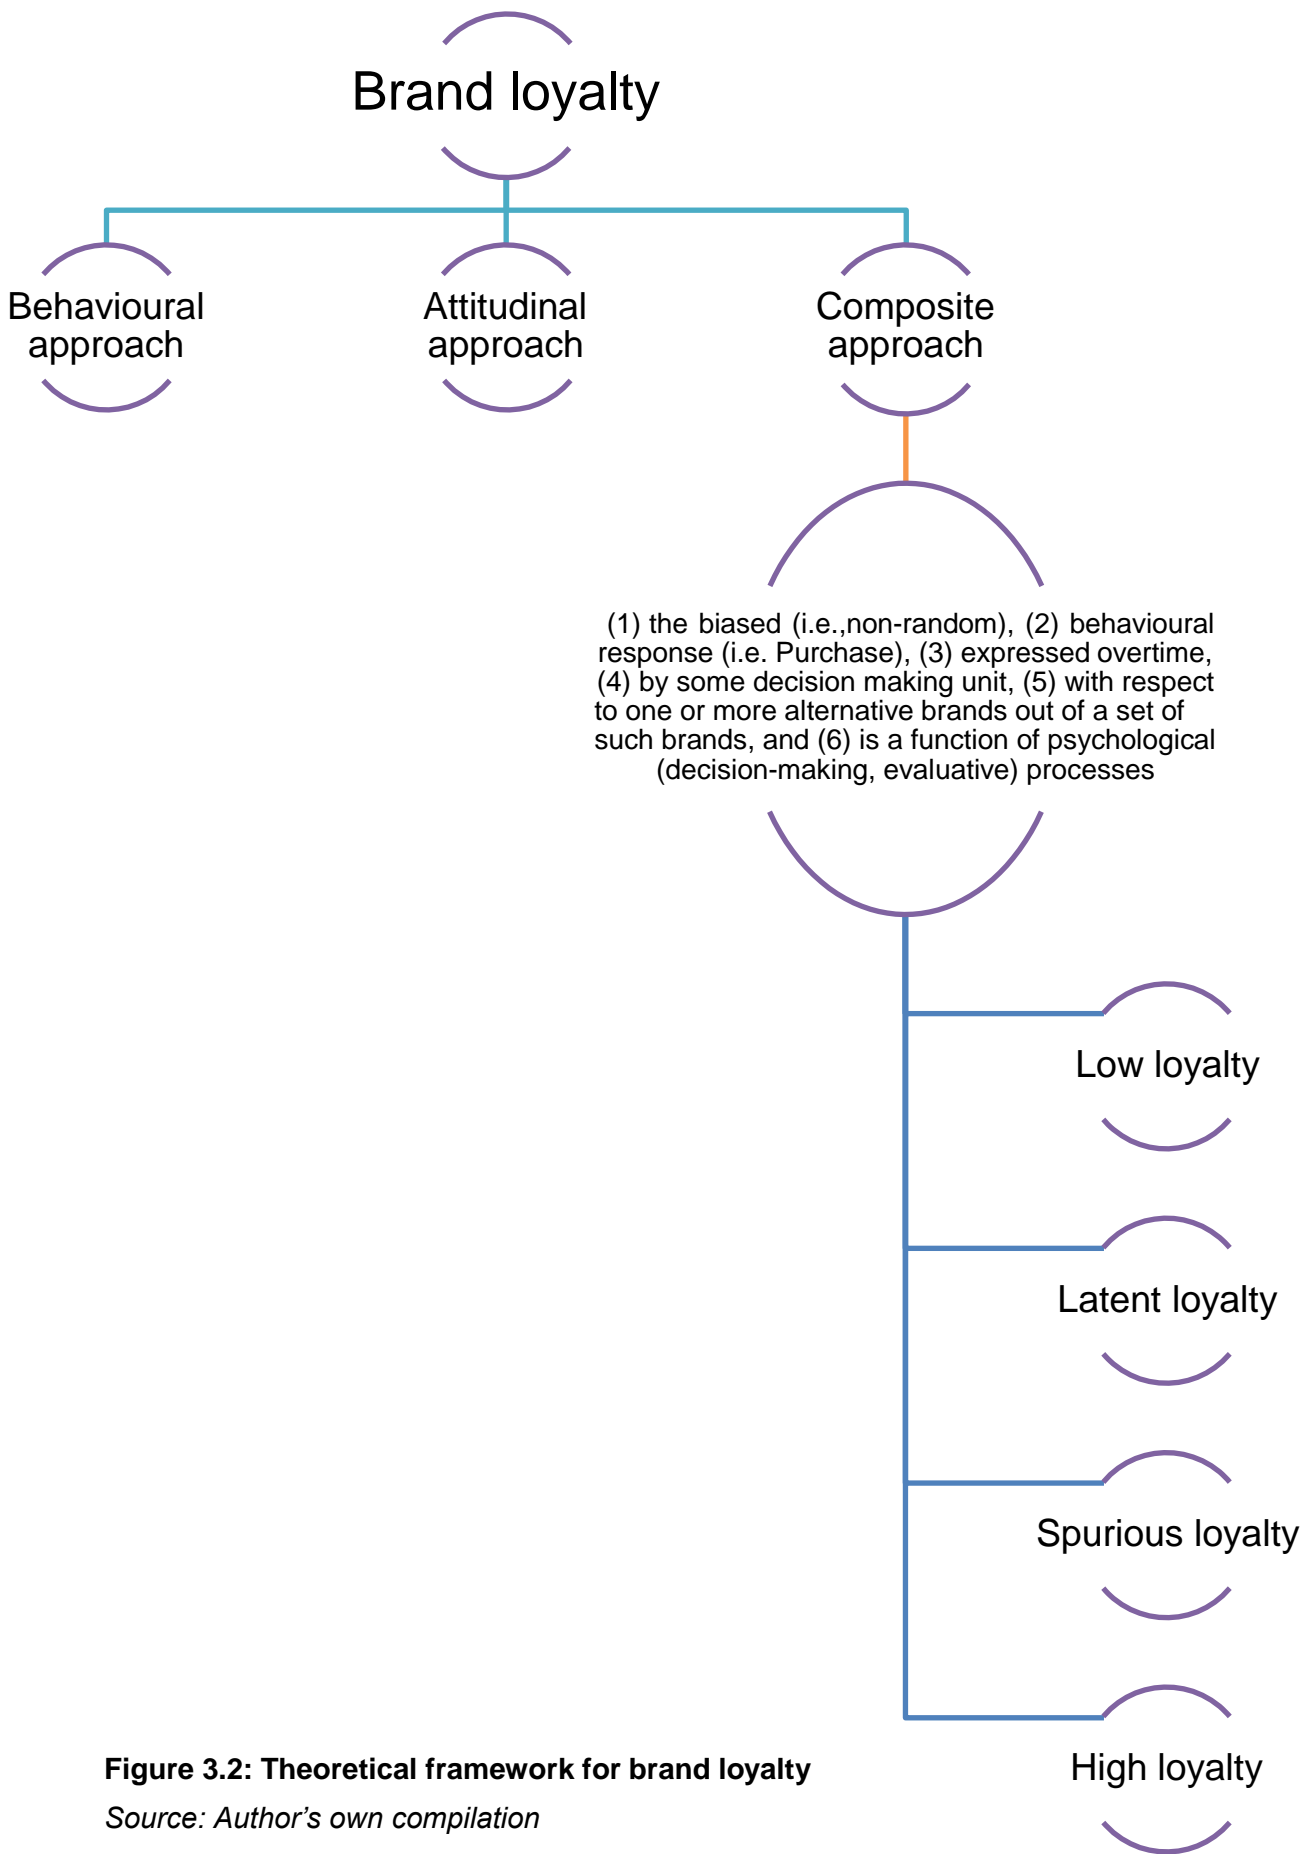 Brand loyalty
Behavioural
approach
Attitudinal
approach
Composite
approach
(1) the biased (i.e.,non-random), (2) behavioural
response (i.e. Purchase), (3) expressed overtime,
(4) by some decision making unit, (5) with respect
to one or more alternative brands out of a set of
such brands, and (6) is a function of psychological
(decision-making, evaluative) processes
Low loyalty
Latent loyalty
Spurious loyalty
High loyalty
Figure 3.2: Theoretical framework for brand loyalty
Source: Author's own compilation